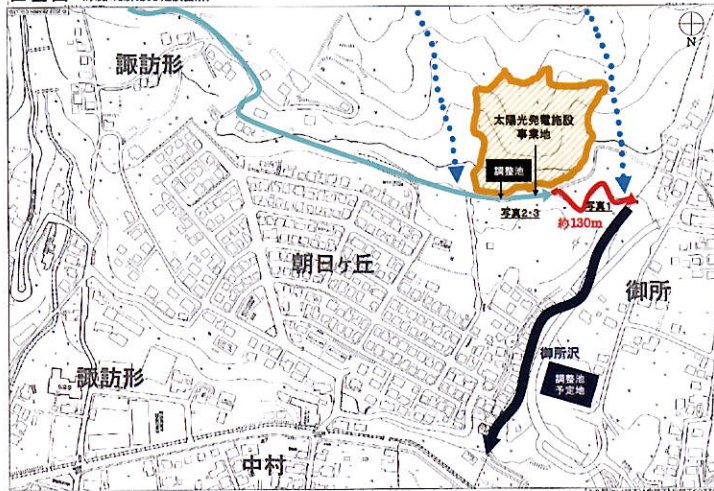 N
諏訪形
太陽光発電施設
事業地
調整池
写真2・3
写真1
約130m
朝日ヶ丘
御所
御所沢
調整池
予定地
諏訪形
中村